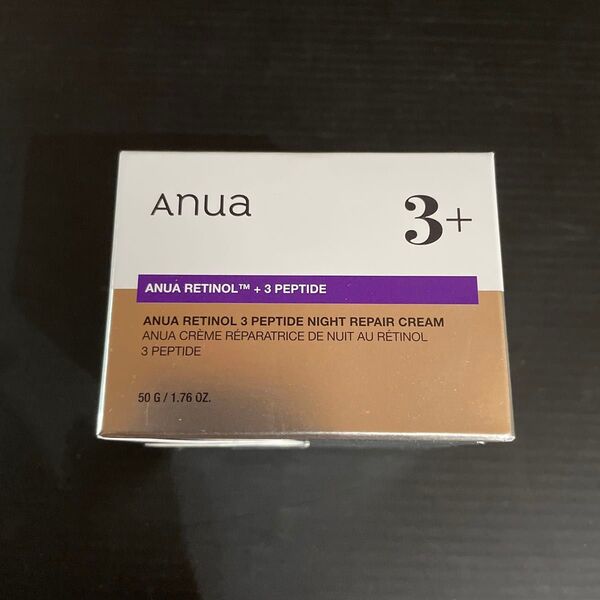 Anua
3+
ANUA RETINOL™ + 3 PEPTIDE
ANUA RETINOL 3 PEPTIDE NIGHT REPAIR CREAM
ANUA CRÈME RÉPARATRICE DE NUIT AU RÉTINOL
3 PEPTIDE
50 G / 1.76 OZ.